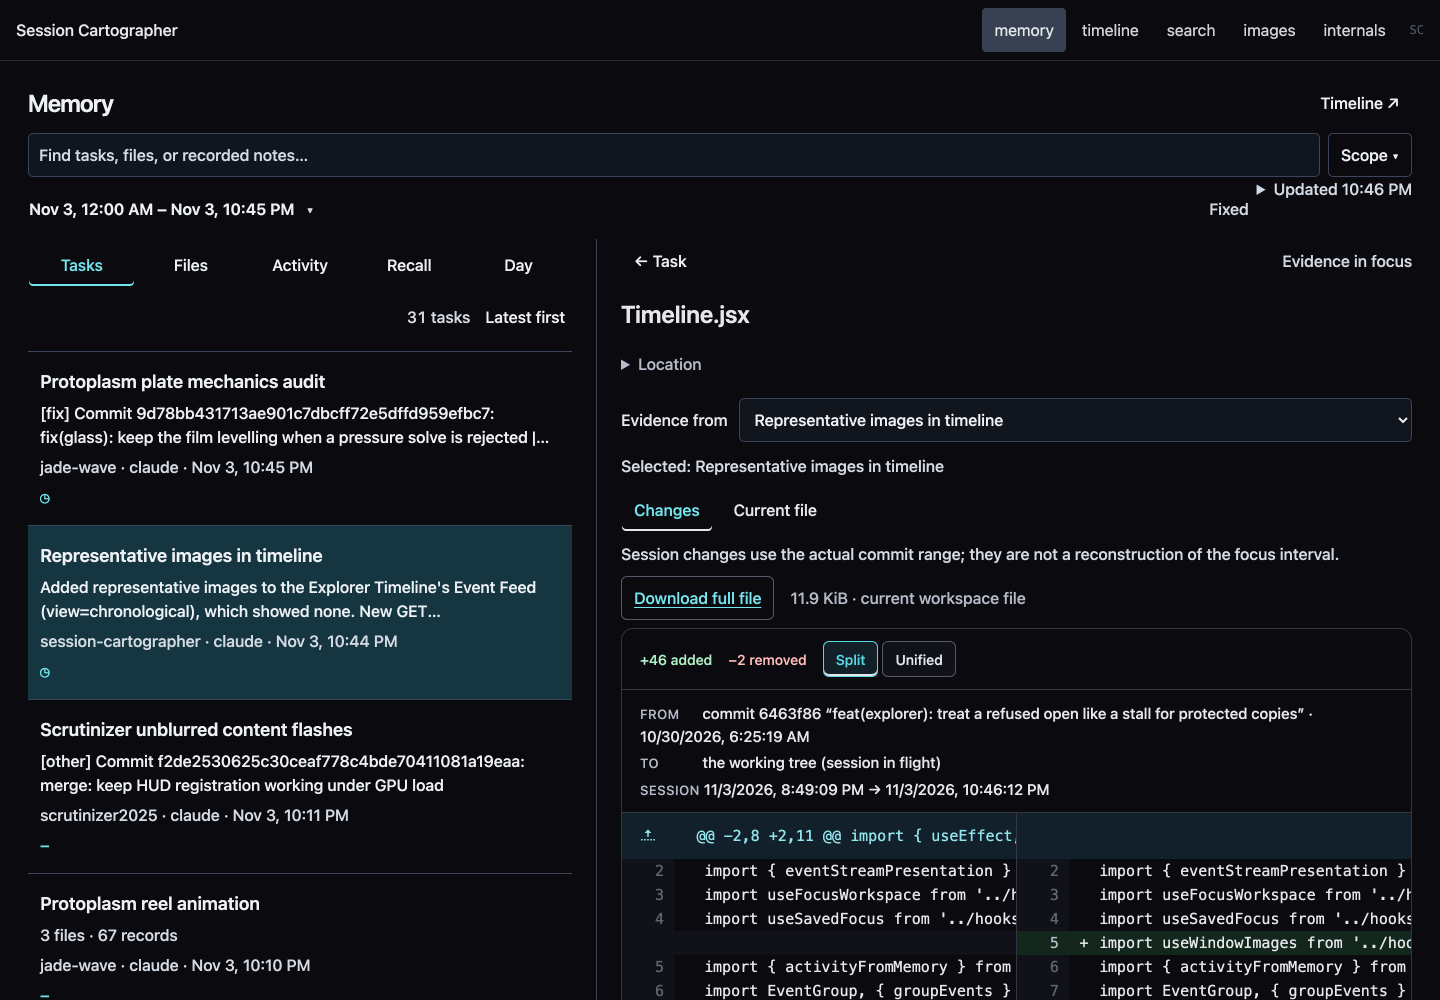 Session Cartographer
memory
timeline
search
images
internals
SC
Memory
Timeline ↗
Find tasks, files, or recorded notes...
Scope ▾
▶ Updated 10:46 PM
Nov 3, 12:00 AM – Nov 3, 10:45 PM ▾
Fixed
Tasks
Files
Activity
Recall
Day
31 tasks
Latest first
Protoplasm plate mechanics audit
[fix] Commit 9d78bb431713ae901c7dbcff72e5dffd959efbc7:
fix(glass): keep the film levelling when a pressure solve is rejected |...
jade-wave · claude · Nov 3, 10:45 PM
Representative images in timeline
Added representative images to the Explorer Timeline's Event Feed
(view=chronological), which showed none. New GET...
session-cartographer · claude · Nov 3, 10:44 PM
Scrutinizer unblurred content flashes
[other] Commit f2de2530625c30ceaf778c4bde70411081a19eaa:
merge: keep HUD registration working under GPU load
scrutinizer2025 · claude · Nov 3, 10:11 PM
–
Protoplasm reel animation
3 files · 67 records
jade-wave · claude · Nov 3, 10:10 PM
–
← Task
Evidence in focus
Timeline.jsx
▶ Location
Evidence from
Representative images in timeline
Selected: Representative images in timeline
Changes
Current file
Session changes use the actual commit range; they are not a reconstruction of the focus interval.
Download full file
11.9 KiB · current workspace file
+46 added
−2 removed
Split
Unified
FROM commit 6463f86 “feat(explorer): treat a refused open like a stall for protected copies” ·
10/30/2026, 6:25:19 AM
TO the working tree (session in flight)
SESSION 11/3/2026, 8:49:09 PM → 11/3/2026, 10:46:12 PM
@@ −2,8 +2,11 @@ import { useEffect,
2 import { eventStreamPresentation }
3 import useFocusWorkspace from '../h
4 import useSavedFocus from '../hooks
5 import { activityFromMemory } from
6 import EventGroup, { groupEvents }
2 import { eventStreamPresentation }
3 import useFocusWorkspace from '../h
4 import useSavedFocus from '../hooks
5 + import useWindowImages from '../hoo
6 import { activityFromMemory } from
7 import EventGroup, { groupEvents }